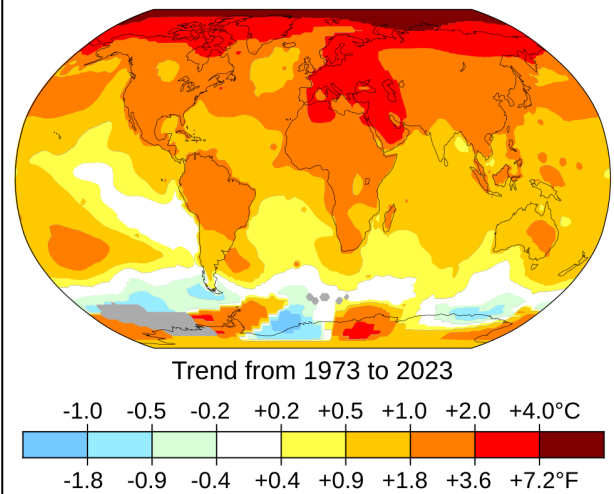 Trend from 1973 to 2023
-1.0 -0.5 -0.2 +0.2 +0.5 +1.0 +2.0 +4.0°C
-1.8 -0.9 -0.4 +0.4 +0.9 +1.8 +3.6 +7.2°F